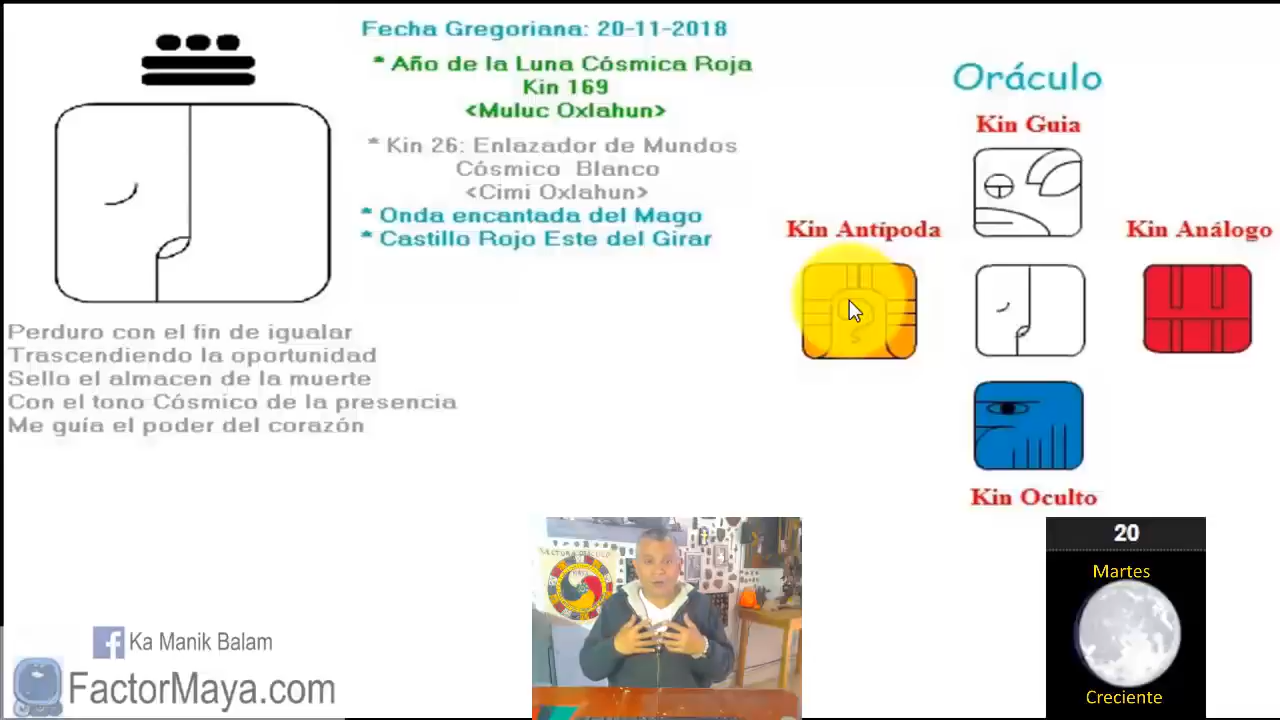 Fecha Gregoriana: 20-11-2018
* Año de la Luna Cósmica Roja
Kin 169
<Muluc Oxlahun>
* Kin 26: Enlazador de Mundos
Cósmico Blanco
<Cimi Oxlahun>
* Onda encantada del Mago
* Castillo Rojo Este del Girar
Perduro con el fin de igualar
Trascendiendo la oportunidad
Sello el almacen de la muerte
Con el tono Cósmico de la presencia
Me guía el poder del corazón
Oráculo
Kin Guia
Kin Antípoda
Kin Análogo
Kin Oculto
20
Martes
Creciente
Ka Manik Balam
FactorMaya.com